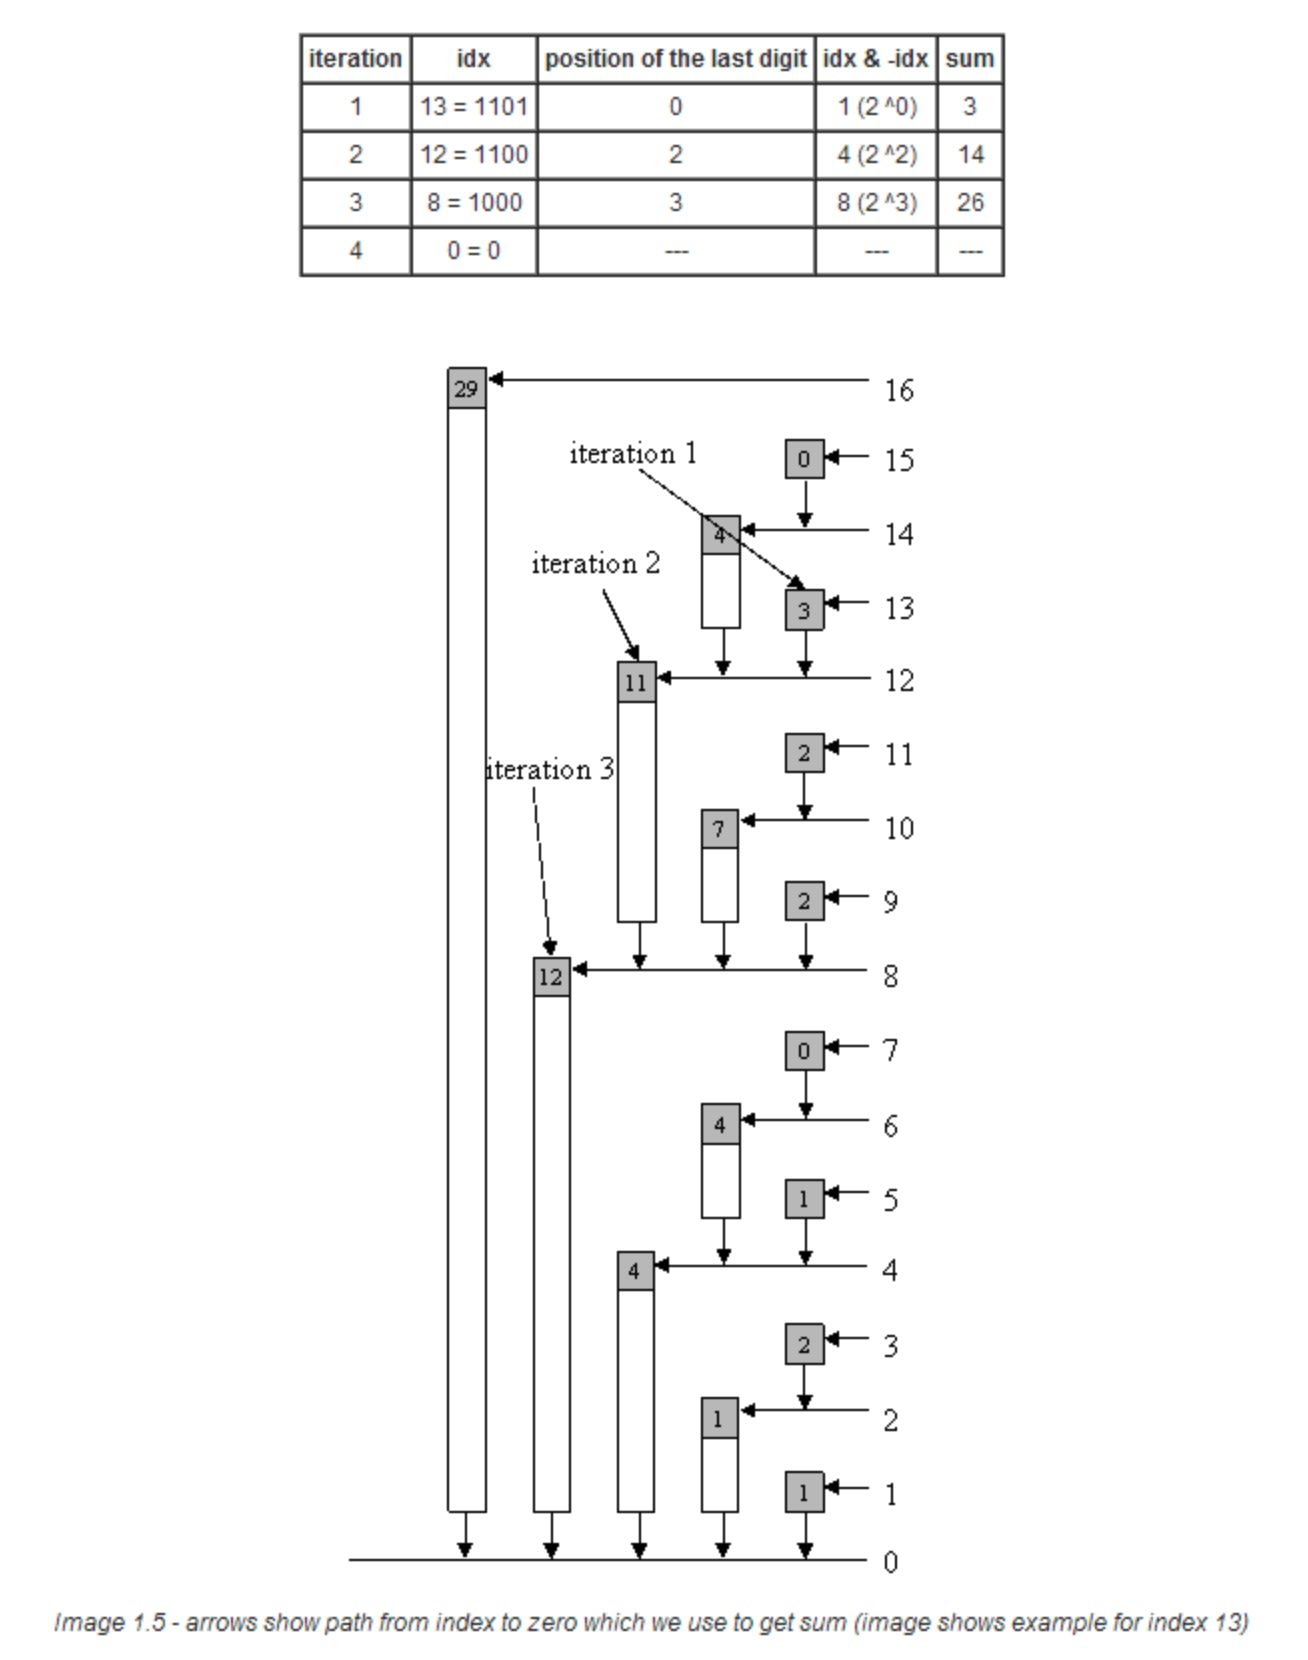 iteration idx position of the last digit idx & -idx sum
1 13 = 1101 0 1 (2 ^0) 3
2 12 = 1100 2 4 (2 ^2) 14
3 8 = 1000 3 8 (2 ^3) 26
4 0 = 0 --- --- ---
29 16
iteration 1 0 15
4 14
iteration 2
3 13
11 12
2 11
iteration 3
7 10
2 9
12 8
0 7
4 6
1 5
4 4
2 3
1 2
1 1
0
Image 1.5 - arrows show path from index to zero which we use to get sum (image shows example for index 13)